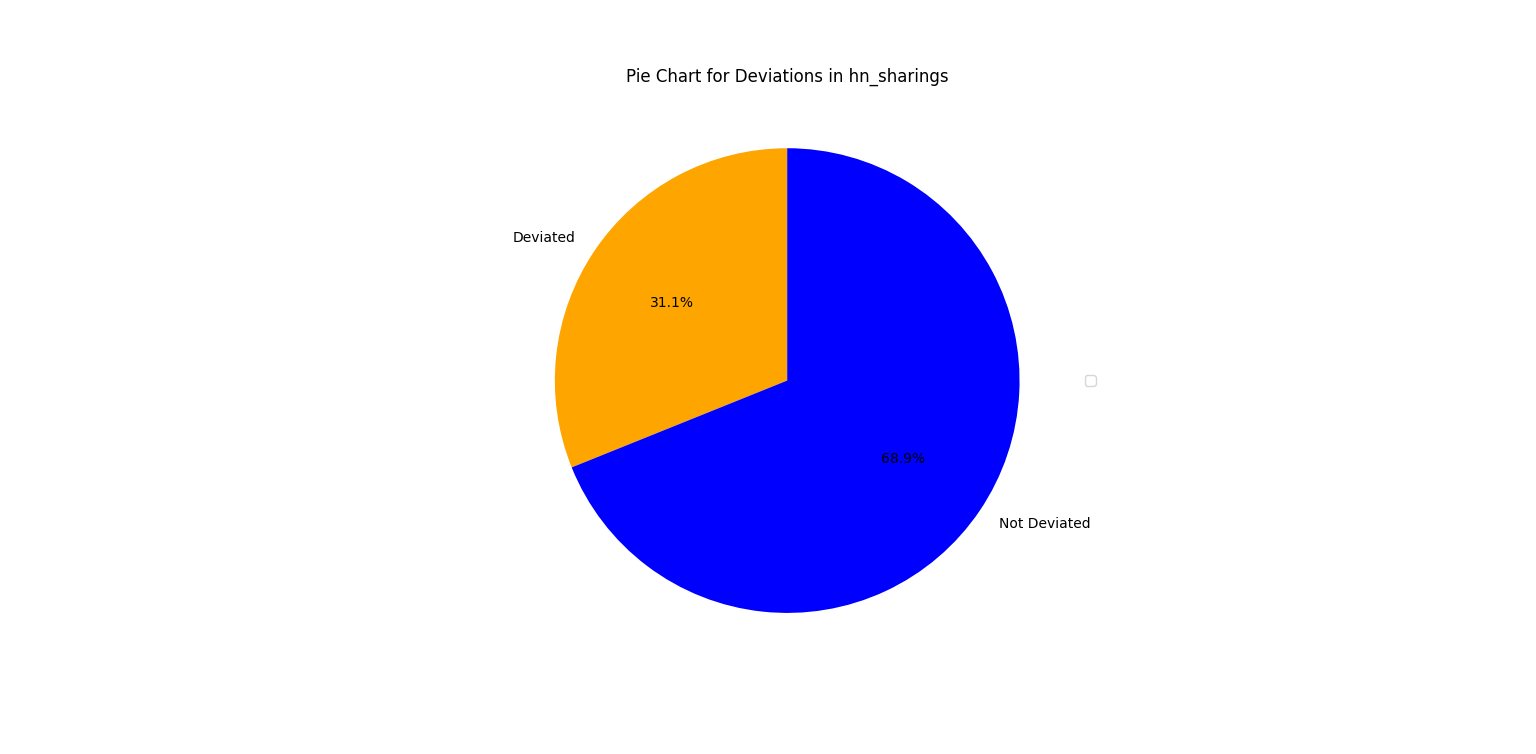 Pie Chart for Deviations in hn_sharings
Deviated
31.1%
68.9%
Not Deviated